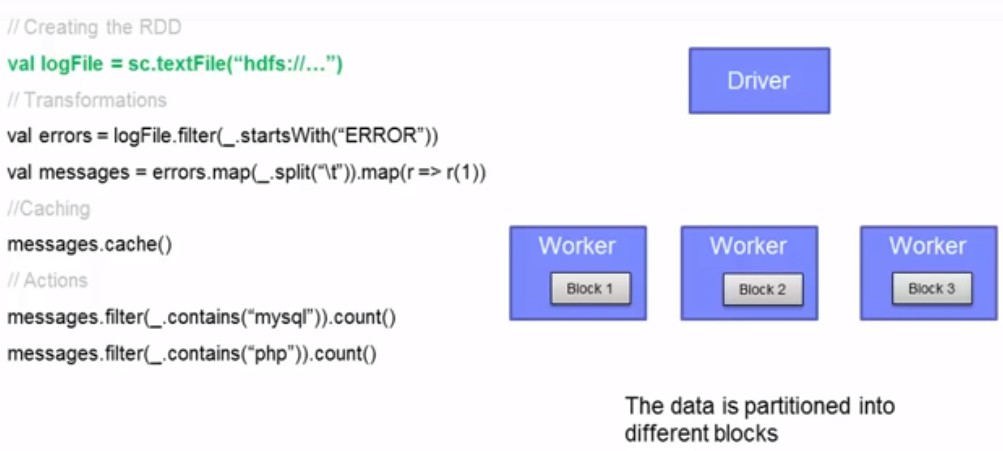 // Creating the RDD
val logFile = sc.textFile(“hdfs://…”)
// Transformations
val errors = logFile.filter(_.startsWith(“ERROR”))
val messages = errors.map(_.split(“\t”)).map(r => r(1))
//Caching
messages.cache()
// Actions
messages.filter(_.contains(“mysql”)).count()
messages.filter(_.contains(“php”)).count()
Driver
Worker
Block 1
Worker
Block 2
Worker
Block 3
The data is partitioned into
different blocks